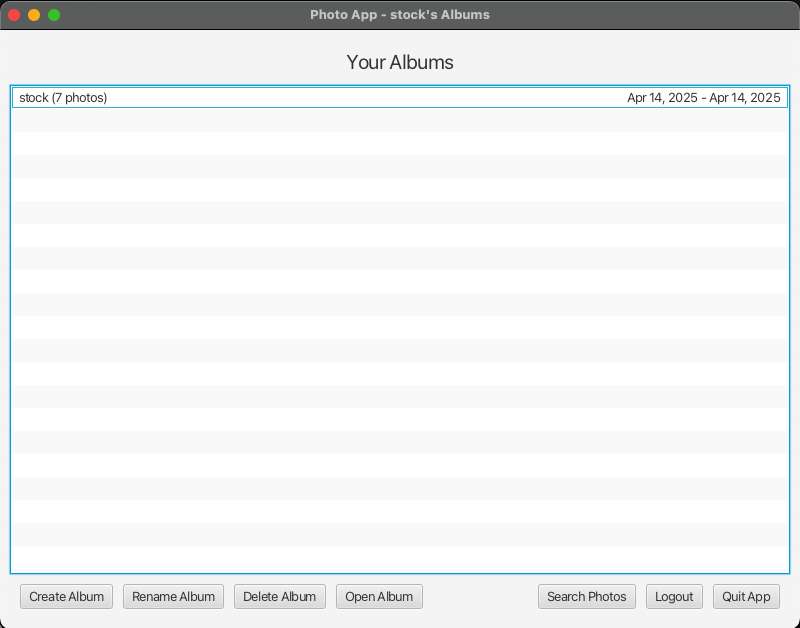 Photo App - stock's Albums
Your Albums
stock (7 photos) Apr 14, 2025 - Apr 14, 2025
Create Album Rename Album Delete Album Open Album Search Photos Logout Quit App